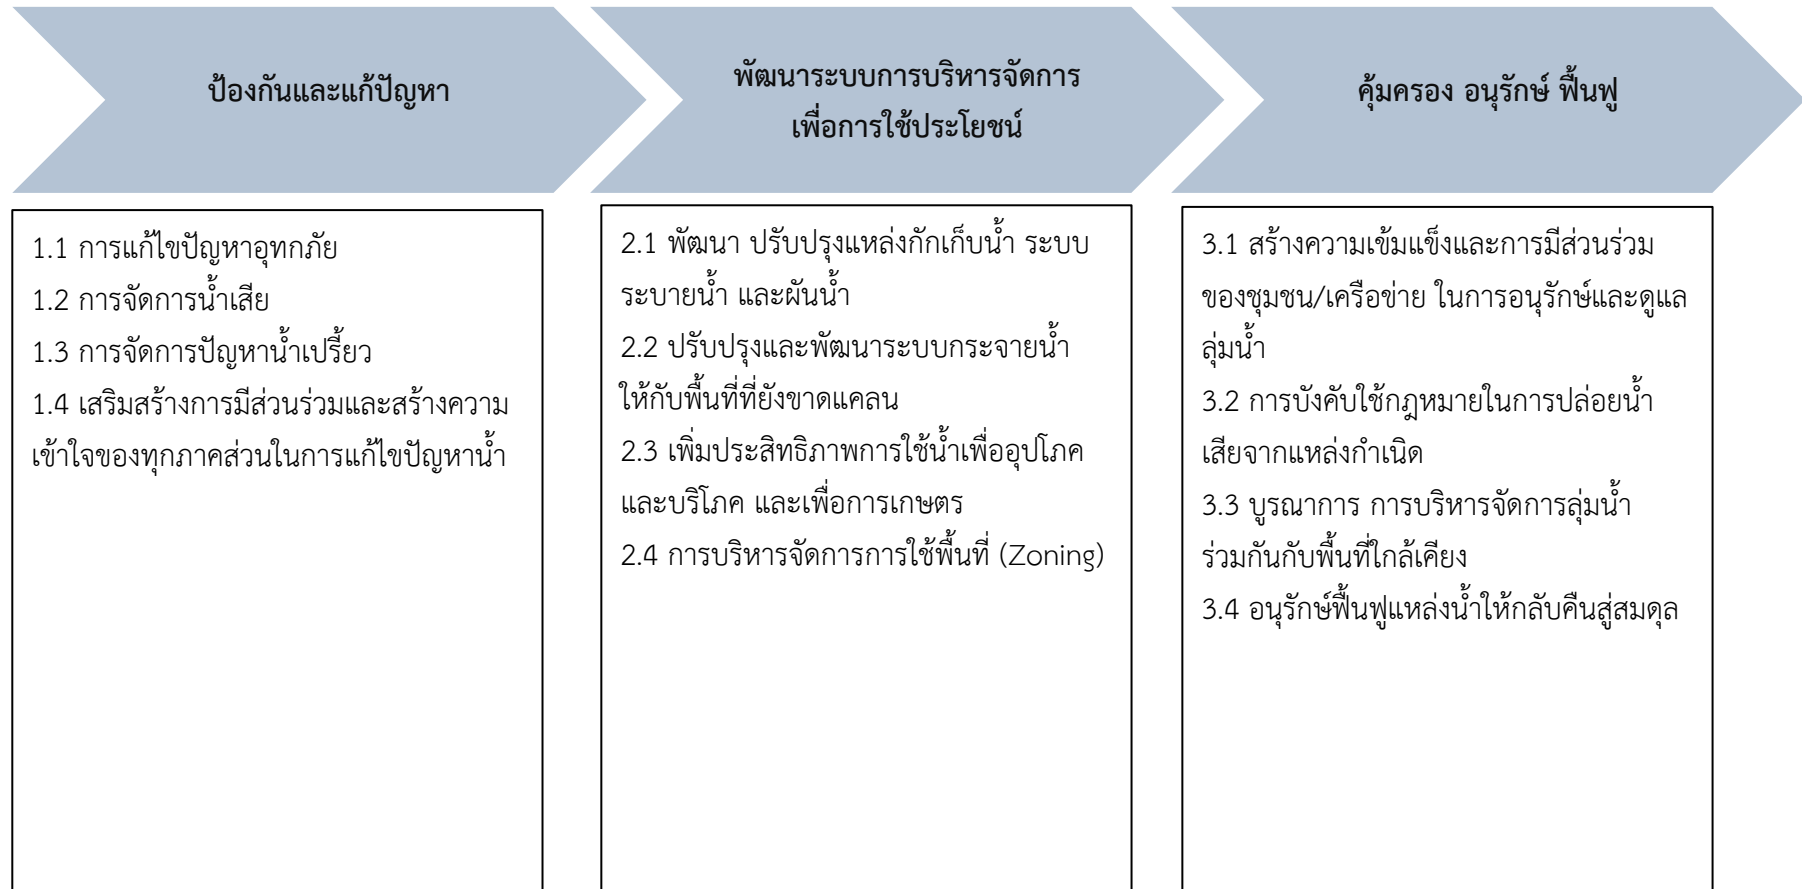 ป้องกันและแก้ปัญหา
1.1 การแก้ไขปัญหาอุทกภัย
1.2 การจัดการน้ำเสีย
1.3 การจัดการปัญหาน้ำเปรี้ยว
1.4 เสริมสร้างการมีส่วนร่วมและสร้างความ
เข้าใจของทุกภาคส่วนในการแก้ไขปัญหาน้ำ
พัฒนาระบบการบริหารจัดการ
เพื่อการใช้ประโยชน์
2.1 พัฒนา ปรับปรุงแหล่งกักเก็บน้ำ ระบบ
ระบายน้ำ และผันน้ำ
2.2 ปรับปรุงและพัฒนาระบบกระจายน้ำ
ให้กับพื้นที่ที่ยังขาดแคลน
2.3 เพิ่มประสิทธิภาพการใช้น้ำเพื่ออุปโภค
และบริโภค และเพื่อการเกษตร
2.4 การบริหารจัดการการใช้พื้นที่ (Zoning)
คุ้มครอง อนุรักษ์ ฟื้นฟู
3.1 สร้างความเข้มแข็งและการมีส่วนร่วม
ของชุมชน/เครือข่าย ในการอนุรักษ์และดูแล
ลุ่มน้ำ
3.2 การบังคับใช้กฎหมายในการปล่อยน้ำ
เสียจากแหล่งกำเนิด
3.3 บูรณาการ การบริหารจัดการลุ่มน้ำ
ร่วมกันกับพื้นที่ใกล้เคียง
3.4 อนุรักษ์ฟื้นฟูแหล่งน้ำให้กลับคืนสู่สมดุล